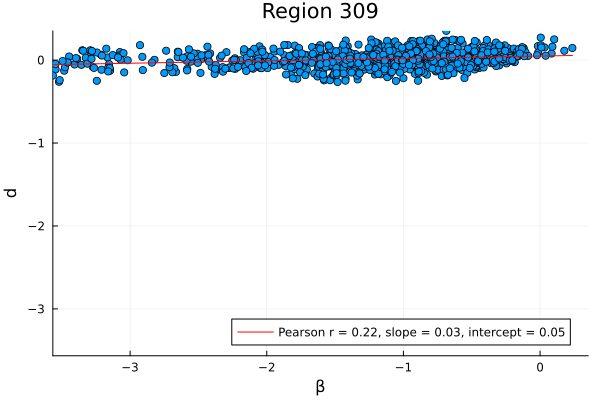 Region 309
0
−1
−2
−3
d
Pearson r = 0.22, slope = 0.03, intercept = 0.05
−3
−2
−1
0
β